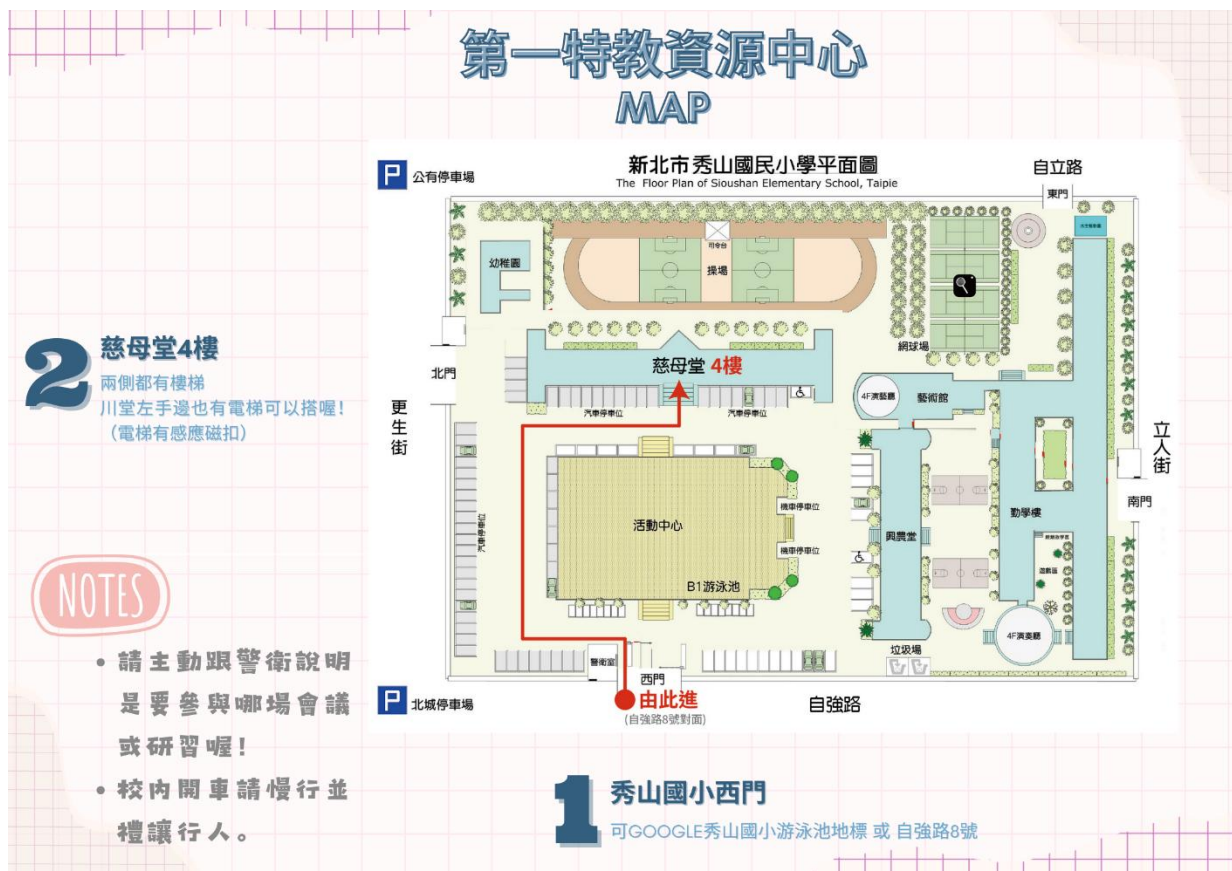 第一特教資源中心
MAP
新北市秀山國民小學平面圖
The Floor Plan of Sioushan Elementary School, Taipie
P 公有停車場
自立路
東門
司令台
操場
幼稚園
網球場
北門
慈母堂 4樓
汽車停車位
汽車停車位
4F演藝廳
藝術館
更生街
立人街
南門
汽車停車位
活動中心
機車停車位
機車停車位
B1游泳池
興農堂
勤學樓
遊戲區
4F演奏廳
垃圾場
警衛室
西門
P 北城停車場
由此進
(自強路8號對面)
自強路
2
慈母堂4樓
兩側都有樓梯
川堂左手邊也有電梯可以搭喔!
(電梯有感應磁扣)
NOTES
• 請主動跟警衛說明
是要參與哪場會議
或研習喔!
• 校內開車請慢行並
禮讓行人。
1
秀山國小西門
可GOOGLE秀山國小游泳池地標 或 自強路8號